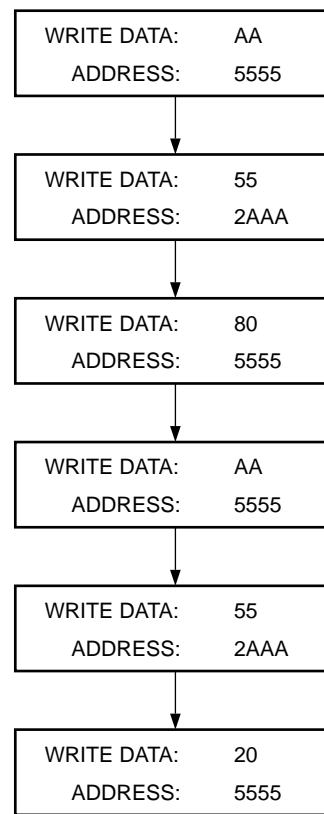 WRITE DATA: AA
ADDRESS: 5555
WRITE DATA: 55
ADDRESS: 2AAA
WRITE DATA: 80
ADDRESS: 5555
WRITE DATA: AA
ADDRESS: 5555
WRITE DATA: 55
ADDRESS: 2AAA
WRITE DATA: 20
ADDRESS: 5555